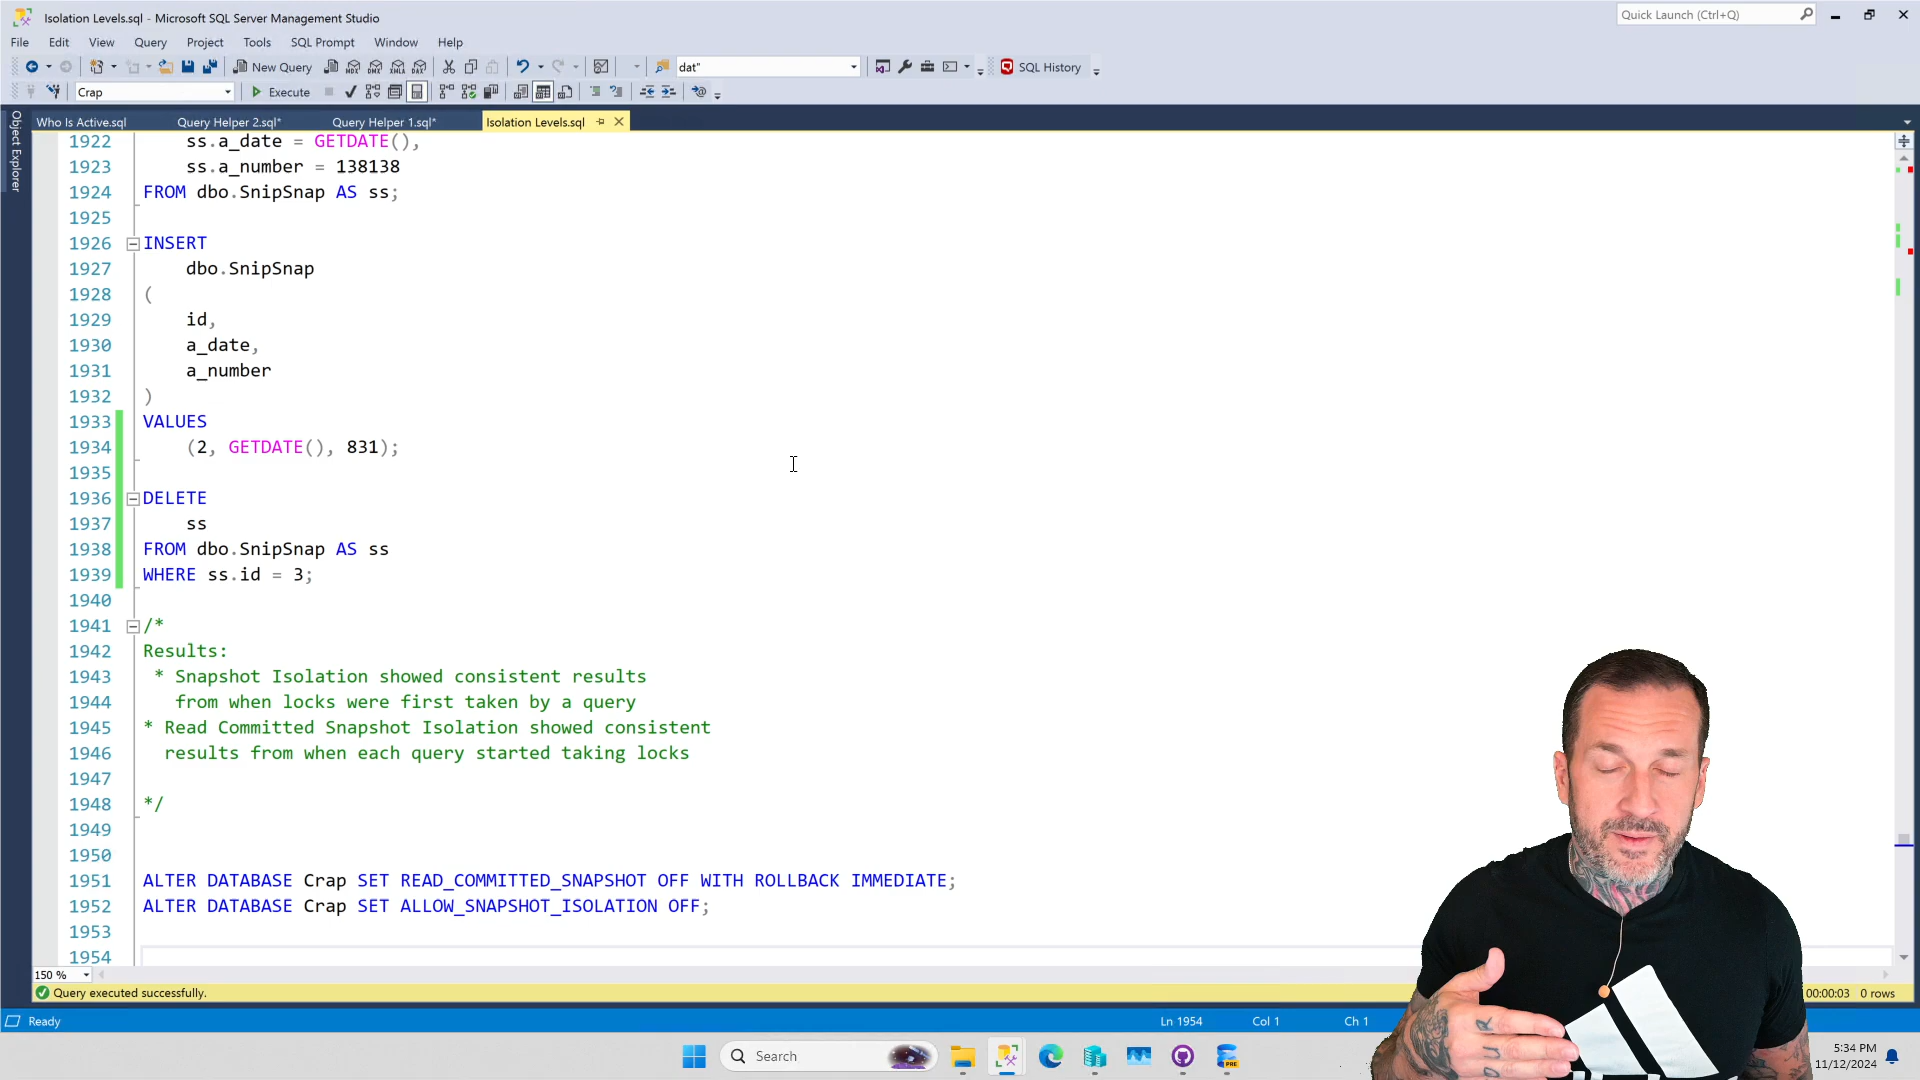 Isolation Levels.sql - Microsoft SQL Server Management Studio
Quick Launch (Ctrl+Q)
File Edit View Query Project Tools SQL Prompt Window Help
New Query dat" SQL History
Crap Execute
Object Explorer
Who Is Active.sql Query Helper 2.sql* Query Helper 1.sql* Isolation Levels.sql
1922 ss.a_date = GETDATE(),
1923 ss.a_number = 138138
1924 FROM dbo.SnipSnap AS ss;
1925
1926 INSERT
1927 dbo.SnipSnap
1928 (
1929 id,
1930 a_date,
1931 a_number
1932 )
1933 VALUES
1934 (2, GETDATE(), 831);
1935
1936 DELETE
1937 ss
1938 FROM dbo.SnipSnap AS ss
1939 WHERE ss.id = 3;
1940
1941 /*
1942 Results:
1943 * Snapshot Isolation showed consistent results
1944 from when locks were first taken by a query
1945 * Read Committed Snapshot Isolation showed consistent
1946 results from when each query started taking locks
1947
1948 */
1949
1950
1951 ALTER DATABASE Crap SET READ_COMMITTED_SNAPSHOT OFF WITH ROLLBACK IMMEDIATE;
1952 ALTER DATABASE Crap SET ALLOW_SNAPSHOT_ISOLATION OFF;
1953
1954
150 %
Query executed successfully. 00:00:03 0 rows
Ready Ln 1954 Col 1 Ch 1
Search
5:34 PM
11/12/2024